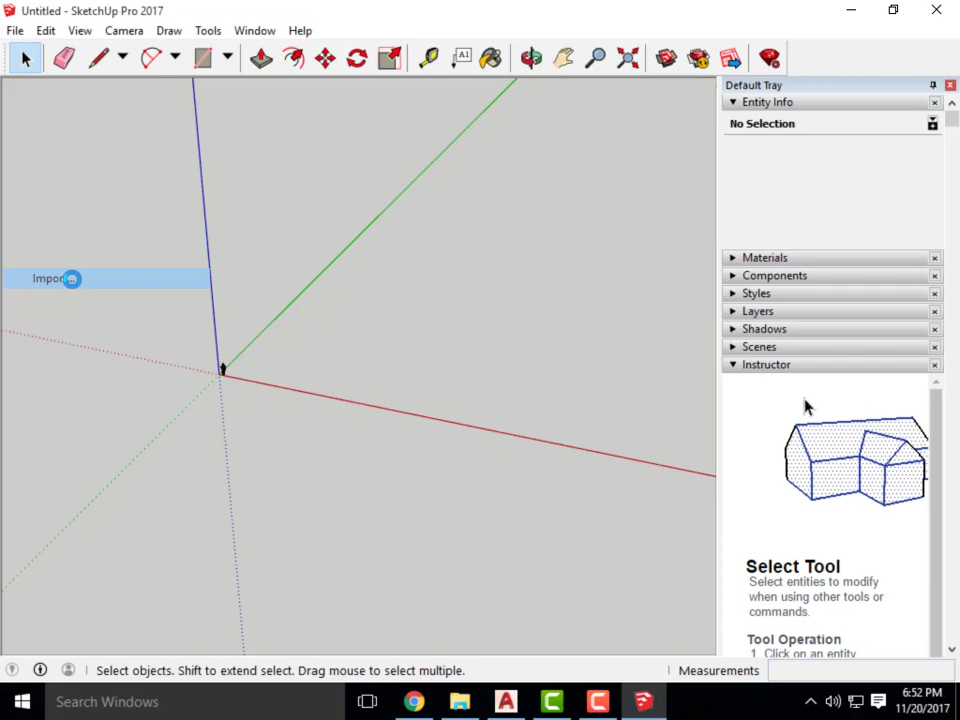 Untitled - SketchUp Pro 2017
File Edit View Camera Draw Tools Window Help
A1
Default Tray
Entity Info
No Selection
Materials
Components
Styles
Layers
Shadows
Scenes
Instructor
Select Tool
Select entities to modify
when using other tools or
commands.
Tool Operation
1. Click on an entity
Select objects. Shift to extend select. Drag mouse to select multiple.
Measurements
Search Windows
6:52 PM
11/20/2017